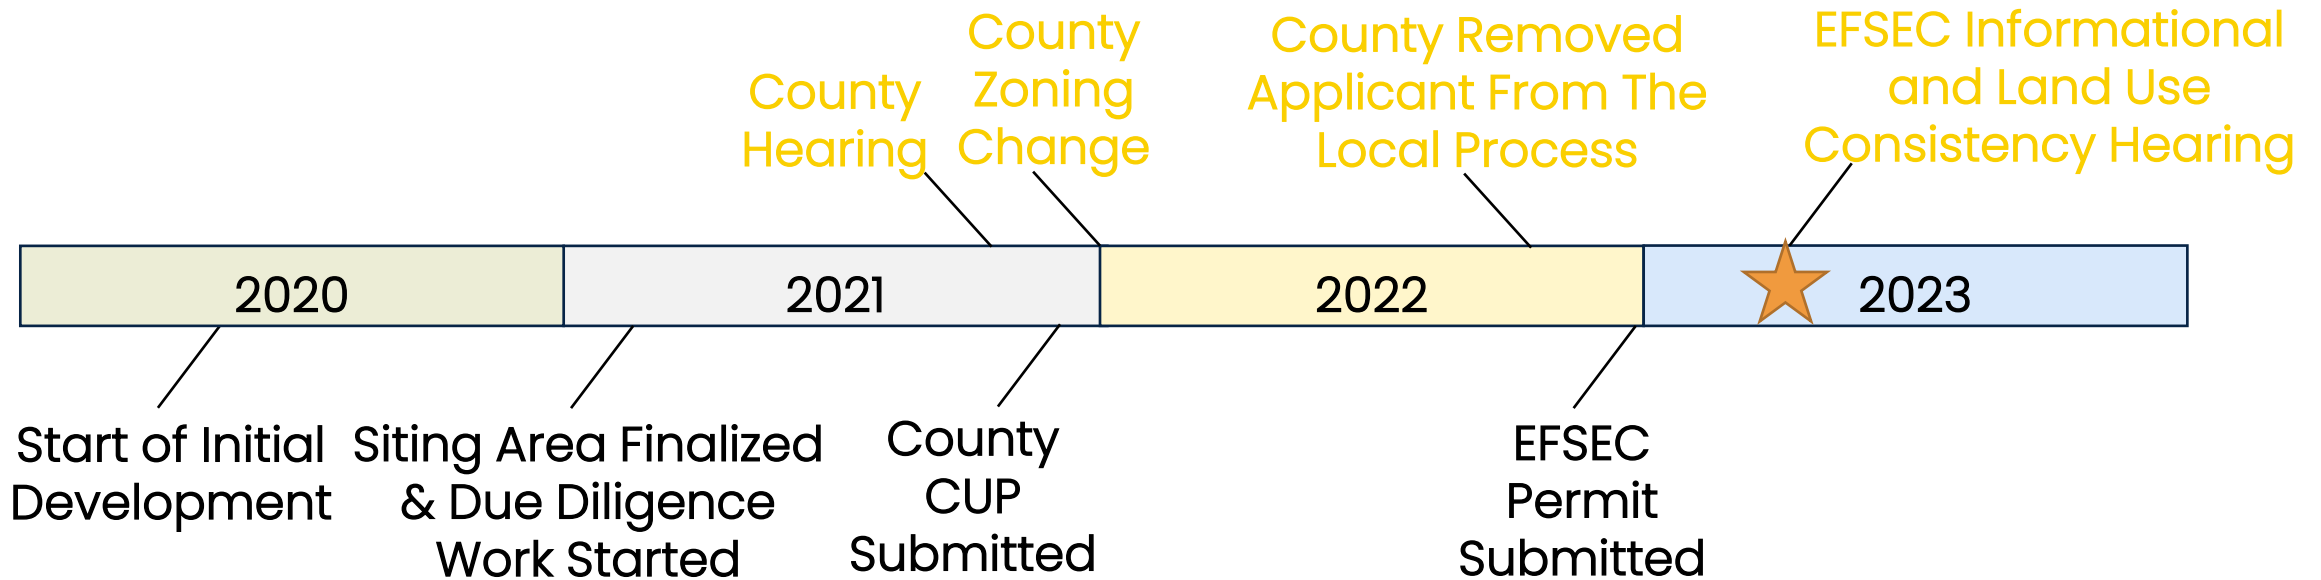 County
Hearing
County
Zoning
Change
County Removed
Applicant From The
Local Process
EFSEC Informational
and Land Use
Consistency Hearing
2020
2021
2022
2023
Start of Initial
Development
Siting Area Finalized
& Due Diligence
Work Started
County
CUP
Submitted
EFSEC
Permit
Submitted